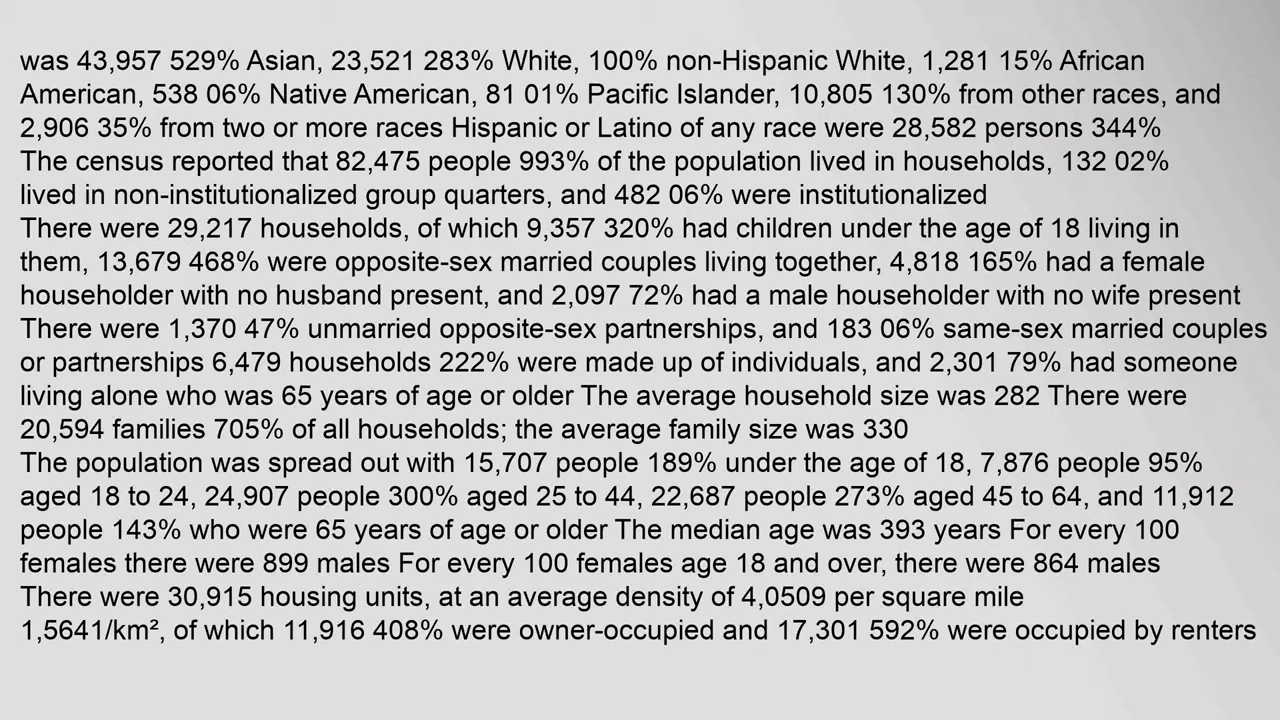 was 43,957 529% Asian, 23,521 283% White, 100% non-Hispanic White, 1,281 15% African
American, 538 06% Native American, 81 01% Pacific Islander, 10,805 130% from other races, and
2,906 35% from two or more races Hispanic or Latino of any race were 28,582 persons 344%
The census reported that 82,475 people 993% of the population lived in households, 132 02%
lived in non-institutionalized group quarters, and 482 06% were institutionalized
There were 29,217 households, of which 9,357 320% had children under the age of 18 living in
them, 13,679 468% were opposite-sex married couples living together, 4,818 165% had a female
householder with no husband present, and 2,097 72% had a male householder with no wife present
There were 1,370 47% unmarried opposite-sex partnerships, and 183 06% same-sex married couples
or partnerships 6,479 households 222% were made up of individuals, and 2,301 79% had someone
living alone who was 65 years of age or older The average household size was 282 There were
20,594 families 705% of all households; the average family size was 330
The population was spread out with 15,707 people 189% under the age of 18, 7,876 people 95%
aged 18 to 24, 24,907 people 300% aged 25 to 44, 22,687 people 273% aged 45 to 64, and 11,912
people 143% who were 65 years of age or older The median age was 393 years For every 100
females there were 899 males For every 100 females age 18 and over, there were 864 males
There were 30,915 housing units, at an average density of 4,0509 per square mile
1,5641/km², of which 11,916 408% were owner-occupied and 17,301 592% were occupied by renters